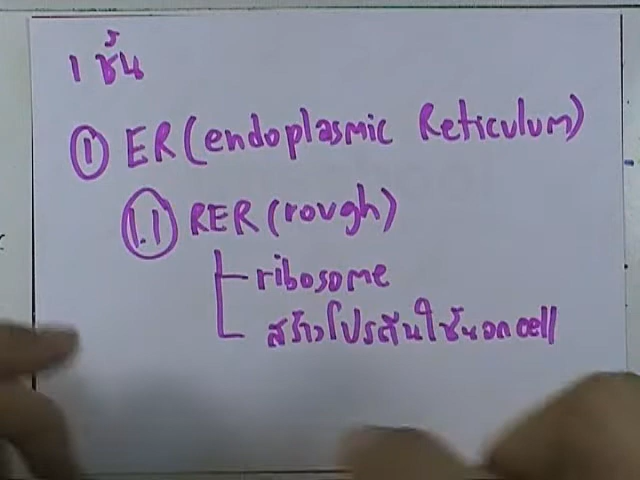 1 ชั้น
① ER (endoplasmic Reticulum)
1.1 RER (rough)
ribosome
สร้างโปรตีนใช้นอก cell